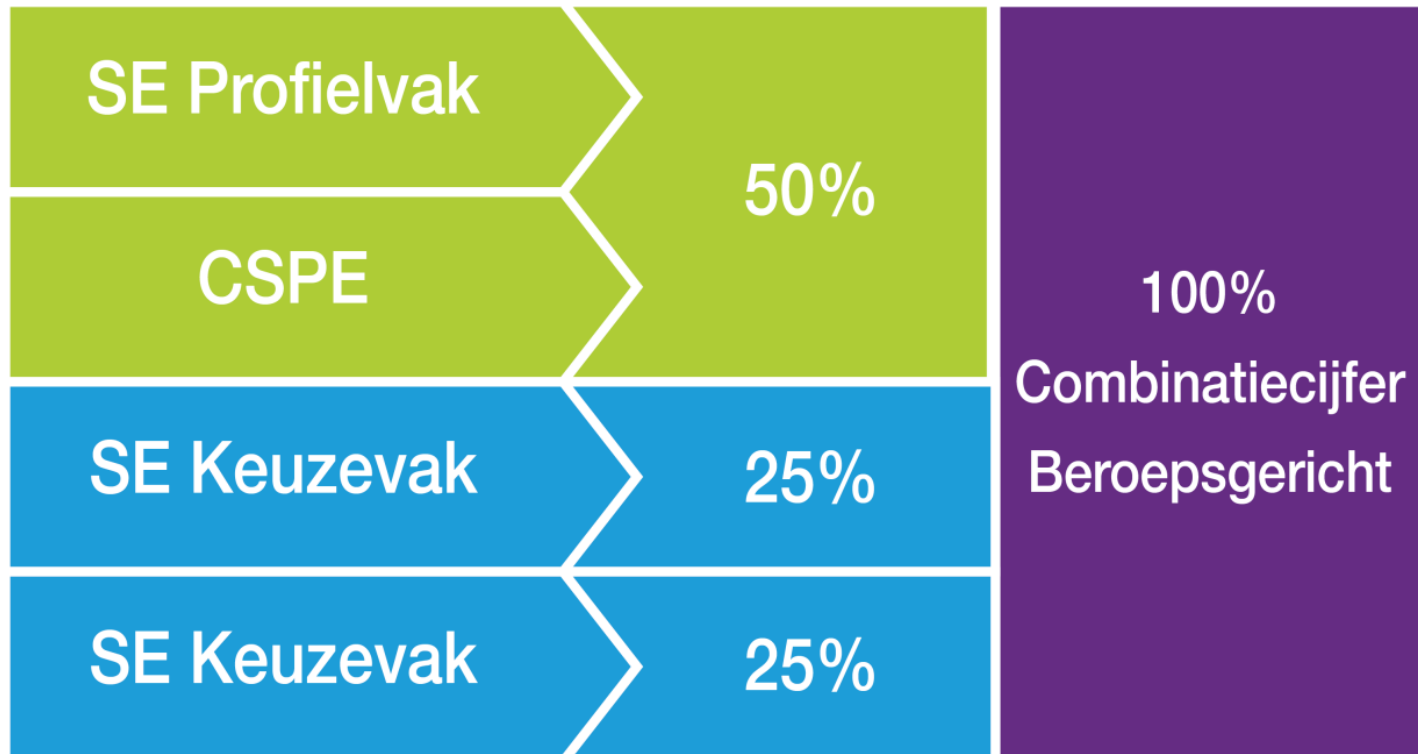 SE Profielvak
CSPE
50%
SE Keuzevak
25%
SE Keuzevak
25%
100%
Combinatiecijfer
Beroepsgericht